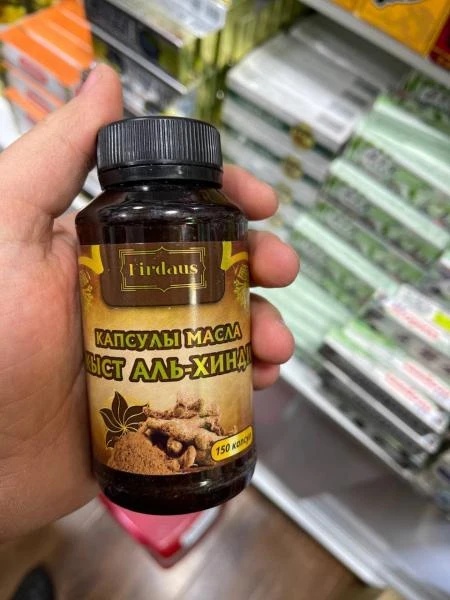 Firdaus
КАПСУЛЫ МАСЛА
КЫСТ АЛЬ-ХИНДИ
150 капсул